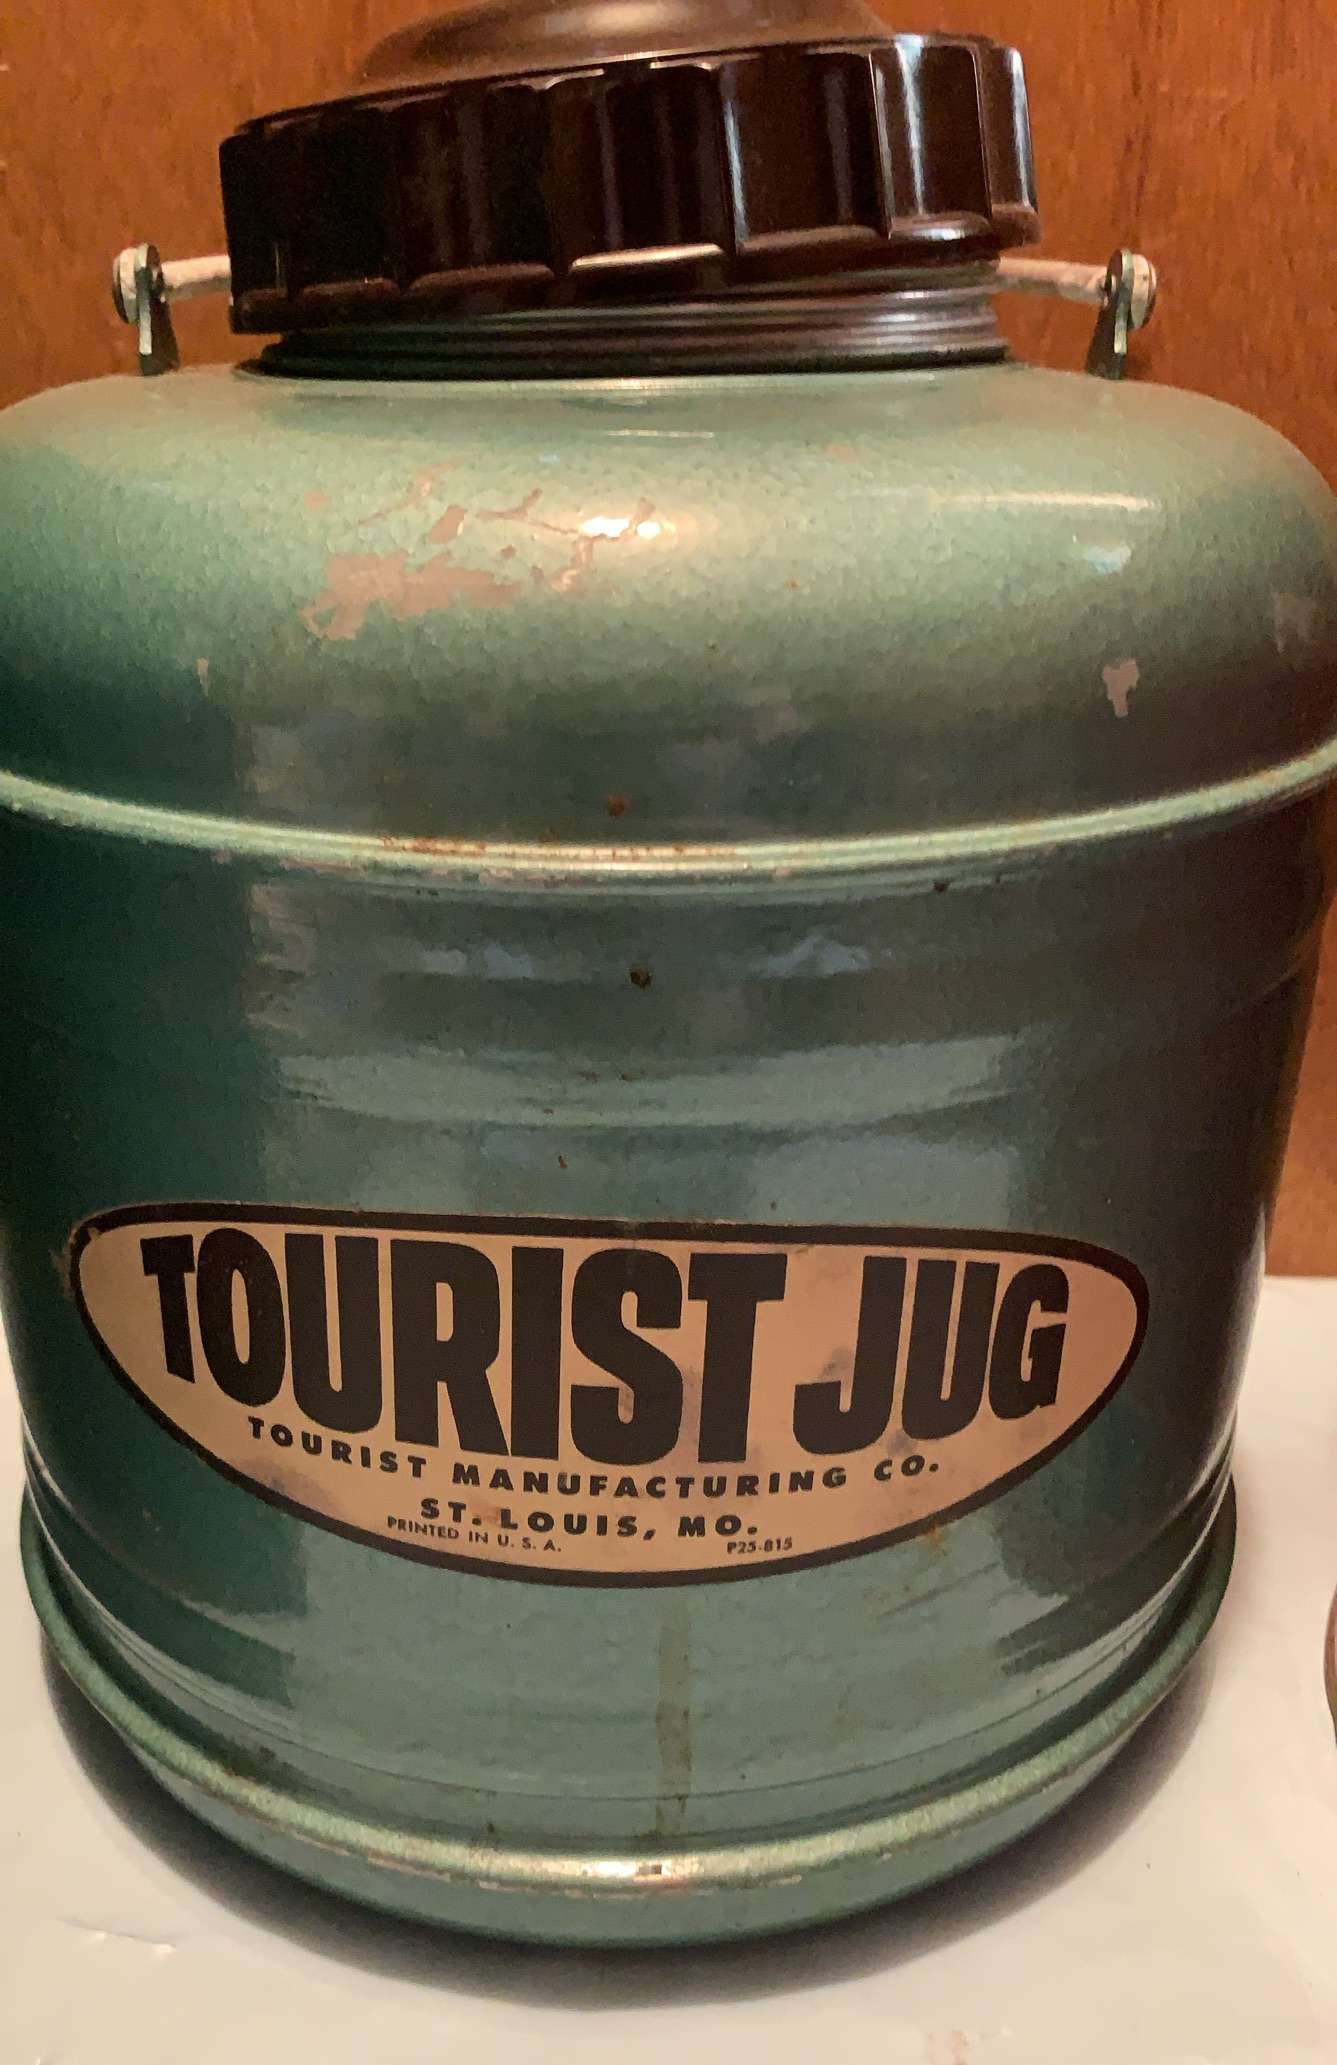 TOURIST JUG
TOURIST MANUFACTURING CO.
ST. LOUIS, MO.
PRINTED IN U. S. A. P25-815